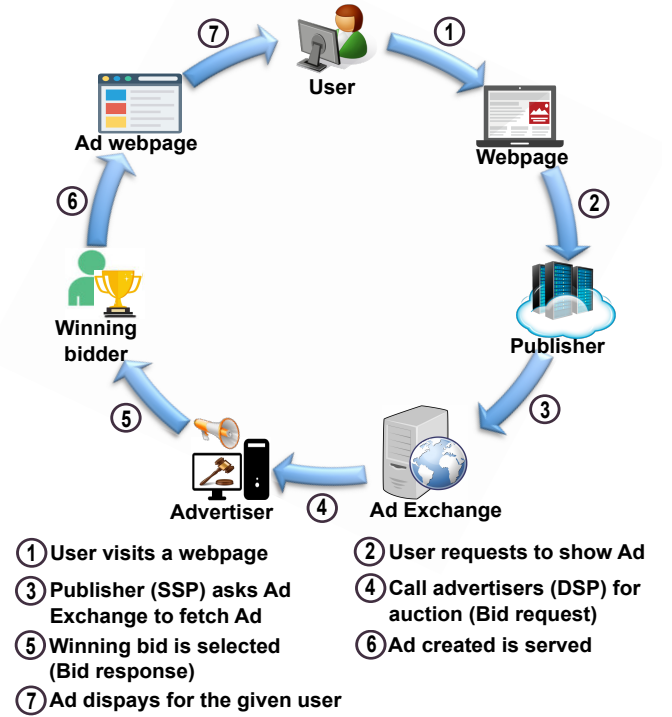 7
1
User
Ad webpage
Webpage
6
2
Winning
bidder
Publisher
5
3
Advertiser
4
Ad Exchange
1 User visits a webpage
2 User requests to show Ad
3 Publisher (SSP) asks Ad
Exchange to fetch Ad
4 Call advertisers (DSP) for
auction (Bid request)
5 Winning bid is selected
(Bid response)
6 Ad created is served
7 Ad dispays for the given user